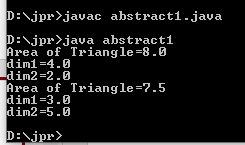 D:\jpr>javac abstract1.java
D:\jpr>java abstract1
Area of Triangle=8.0
dim1=4.0
dim2=2.0
Area of Triangle=7.5
dim1=3.0
dim2=5.0
D:\jpr>